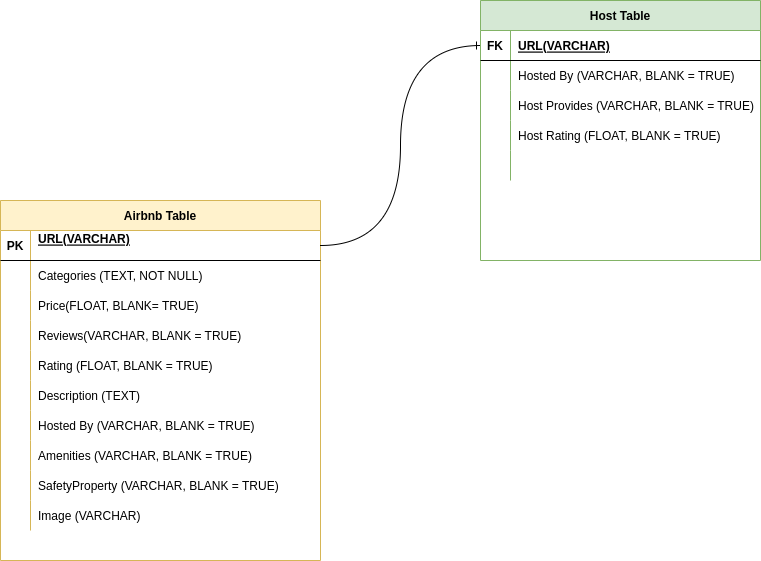 Host Table
FK URL(VARCHAR)
Hosted By (VARCHAR, BLANK = TRUE)
Host Provides (VARCHAR, BLANK = TRUE)
Host Rating (FLOAT, BLANK = TRUE)
Airbnb Table
PK URL(VARCHAR)
Categories (TEXT, NOT NULL)
Price(FLOAT, BLANK= TRUE)
Reviews(VARCHAR, BLANK = TRUE)
Rating (FLOAT, BLANK = TRUE)
Description (TEXT)
Hosted By (VARCHAR, BLANK = TRUE)
Amenities (VARCHAR, BLANK = TRUE)
SafetyProperty (VARCHAR, BLANK = TRUE)
Image (VARCHAR)